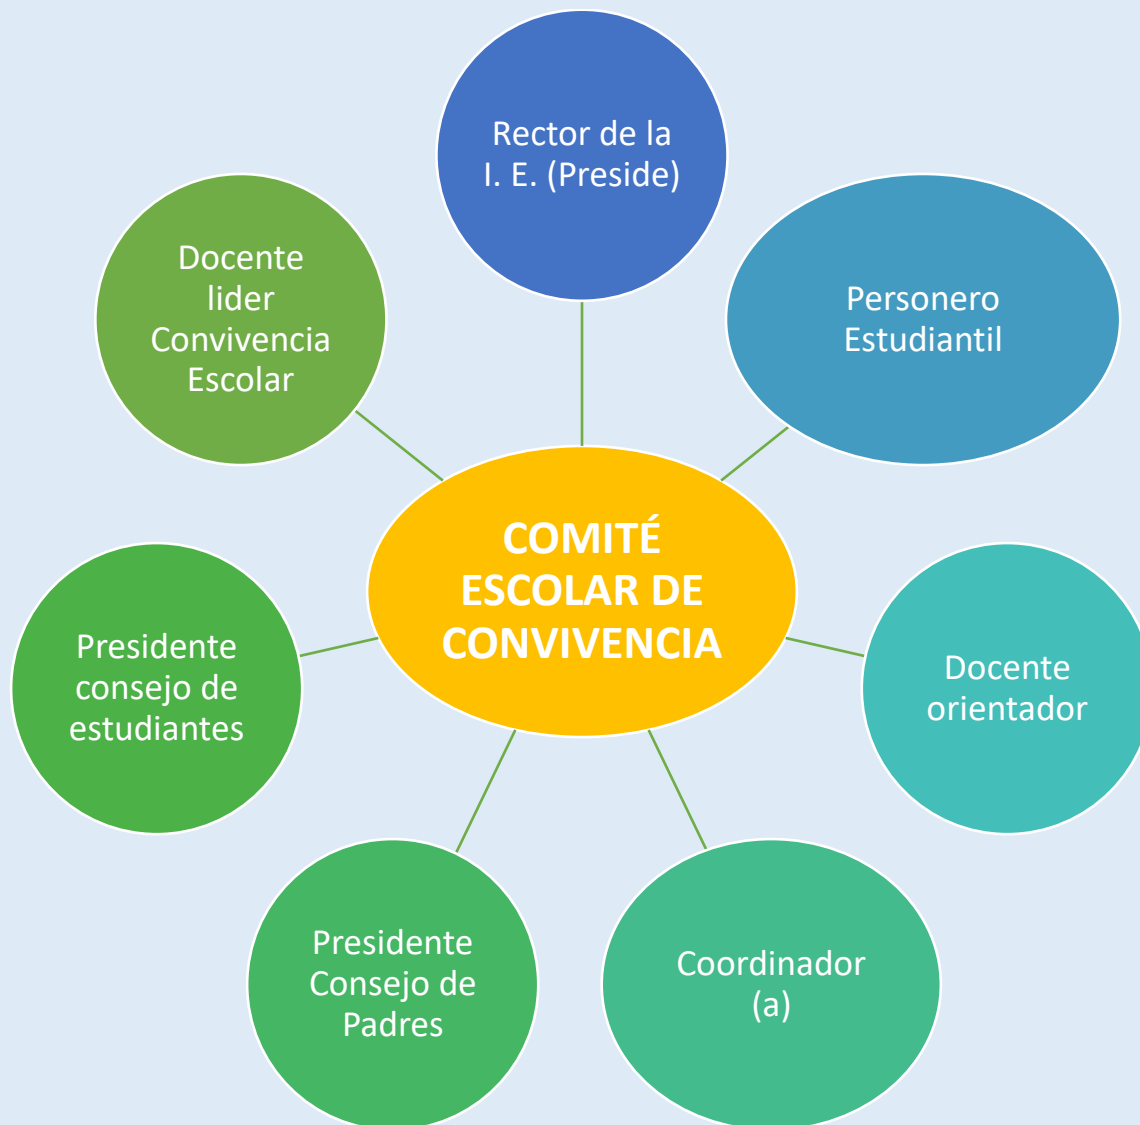 Rector de la
I. E. (Preside)
Personero
Estudiantil
Docente
orientador
Coordinador
(a)
Presidente
Consejo de
Padres
Presidente
consejo de
estudiantes
Docente
lider
Convivencia
Escolar
COMITÉ
ESCOLAR DE
CONVIVENCIA